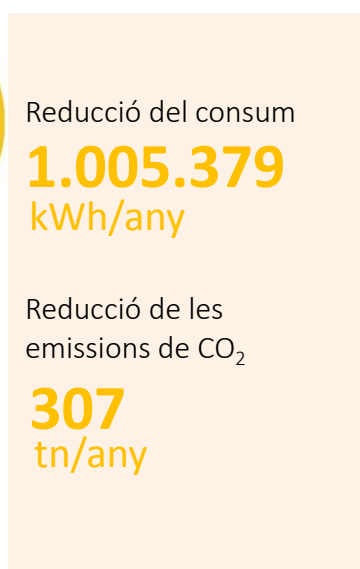 Reducció del consum
1.005.379
kWh/any
Reducció de les
emissions de CO₂
307
tn/any